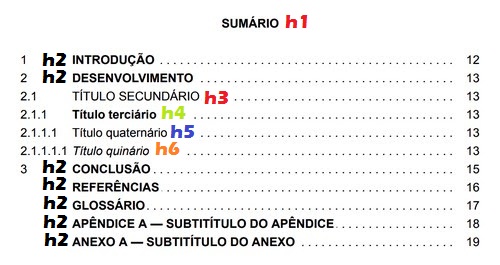 SUMÁRIO h1
1 h2 INTRODUÇÃO . . . . . . . . . . . . . . . . . . . . . . . . . . . . . . . . . . . 12
2 h2 DESENVOLVIMENTO . . . . . . . . . . . . . . . . . . . . . . . . . . . . . 13
2.1 TÍTULO SECUNDÁRIO h3 . . . . . . . . . . . . . . . . . . . . . . . . . 13
2.1.1 Título terciário h4 . . . . . . . . . . . . . . . . . . . . . . . . . . . . . . 13
2.1.1.1 Título quaternário h5 . . . . . . . . . . . . . . . . . . . . . . . . . . . . 13
2.1.1.1.1 Título quinário h6 . . . . . . . . . . . . . . . . . . . . . . . . . . . . . . 13
3 h2 CONCLUSÃO . . . . . . . . . . . . . . . . . . . . . . . . . . . . . . . . . . . 15
h2 REFERÊNCIAS . . . . . . . . . . . . . . . . . . . . . . . . . . . . . . . . . . 16
h2 GLOSSÁRIO . . . . . . . . . . . . . . . . . . . . . . . . . . . . . . . . . . . . 17
h2 APÊNDICE A — SUBTITÍTULO DO APÊNDICE . . . . . . . . . . . . . . 18
h2 ANEXO A — SUBTITÍTULO DO ANEXO . . . . . . . . . . . . . . . . . . 19